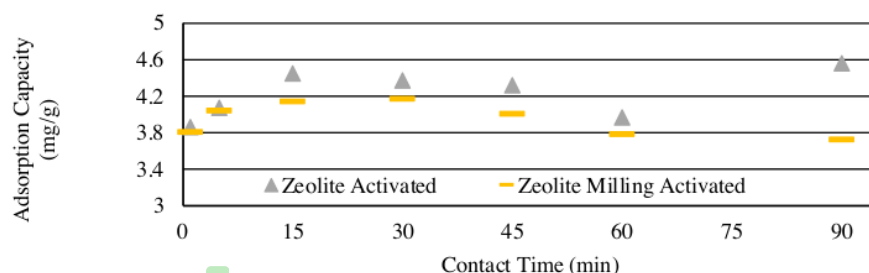 5
4.6
4.2
3.8
3.4
3
Adsorption Capacity
(mg/g)
Zeolite Activated
Zeolite Milling Activated
0 15 30 45 60 75 90
Contact Time (min)